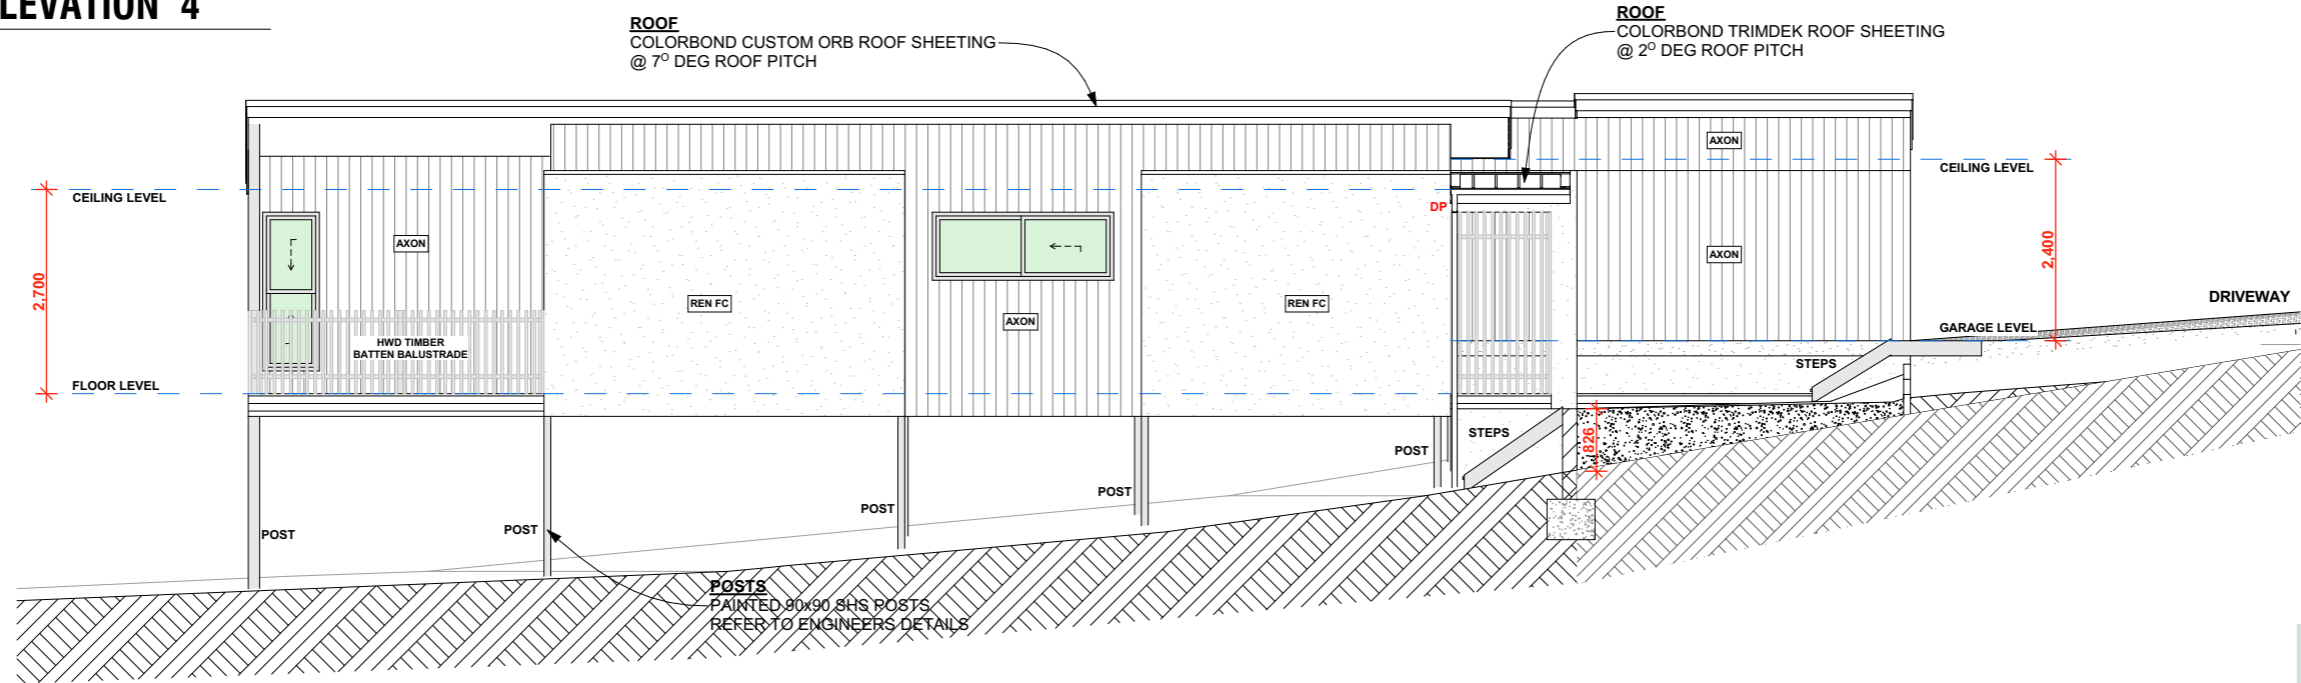 LEVATION 4
ROOF
COLORBOND CUSTOM ORB ROOF SHEETING
@ 7° DEG ROOF PITCH
ROOF
COLORBOND TRIMDEK ROOF SHEETING
@ 2° DEG ROOF PITCH
AXON
CEILING LEVEL
CEILING LEVEL
DP
AXON
AXON
2,700
2,400
REN FC
REN FC
DRIVEWAY
AXON
GARAGE LEVEL
HWD TIMBER
BATTEN BALUSTRADE
STEPS
FLOOR LEVEL
STEPS
826
POST
POST
POST
POST
POST
POSTS
PAINTED 90x90 SHS POSTS
REFER TO ENGINEERS DETAILS